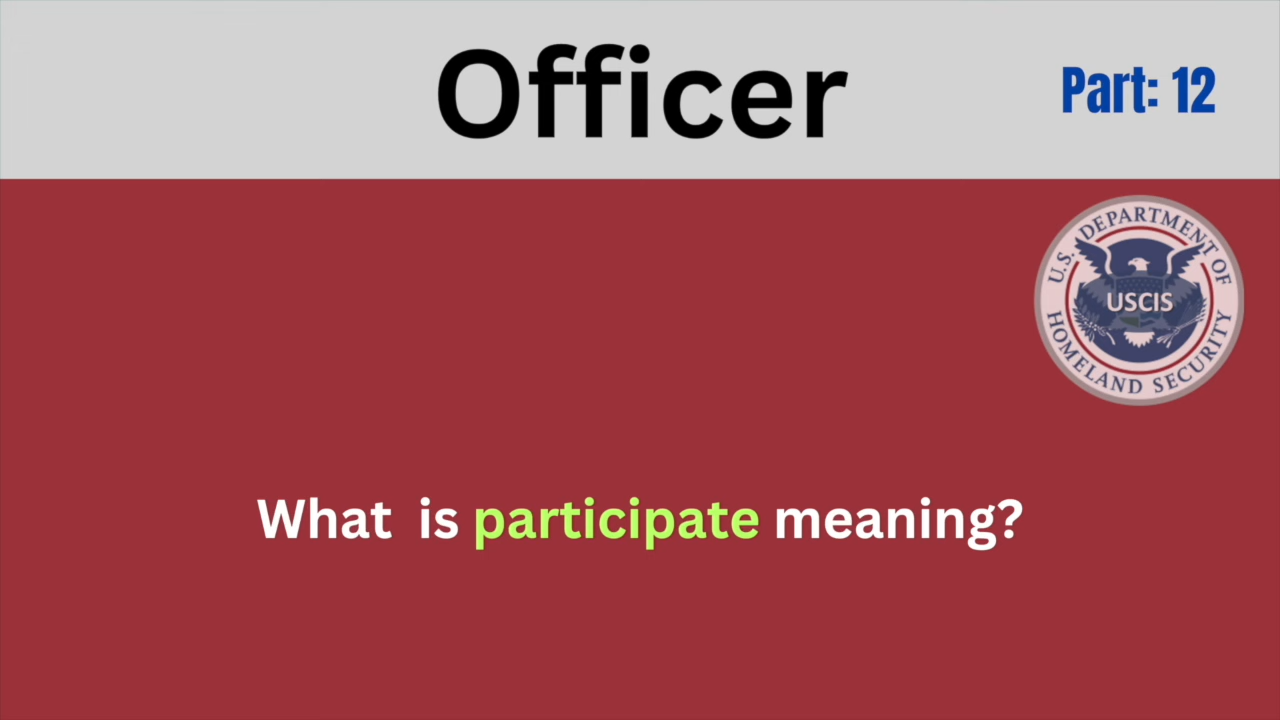 Officer
Part: 12
U.S. DEPARTMENT OF
USCIS
HOMELAND SECURITY
What is participate meaning?